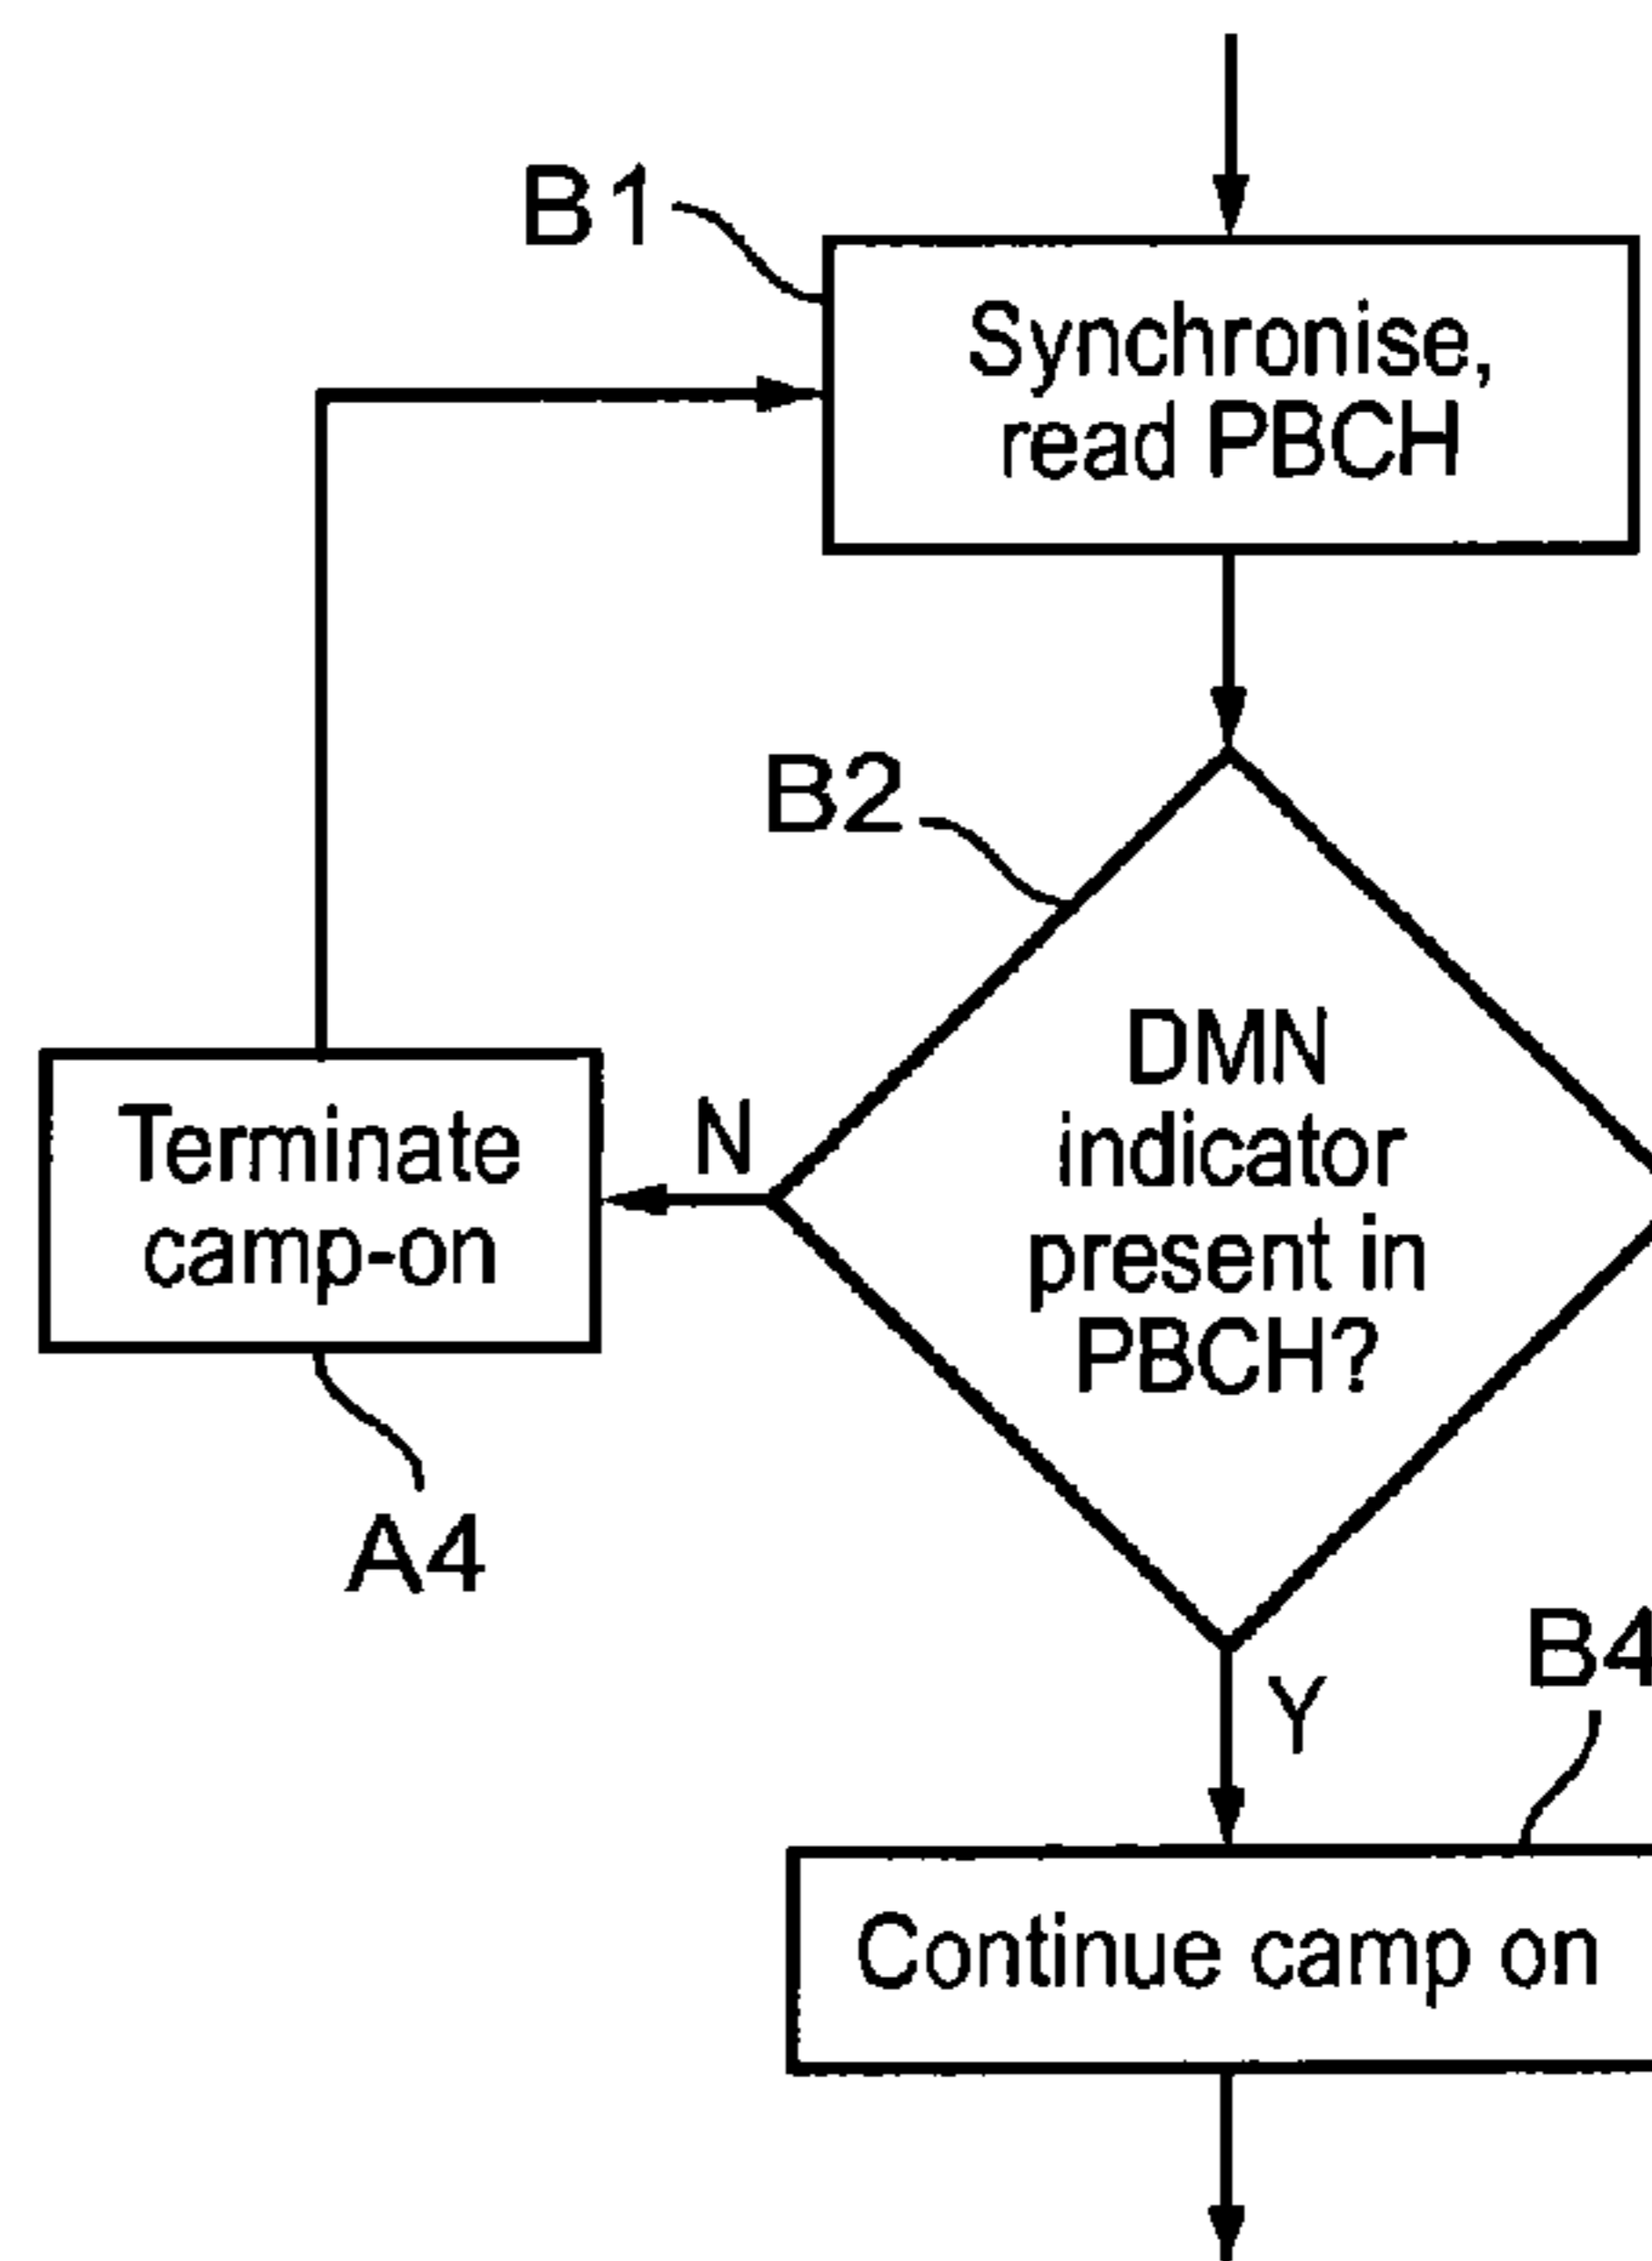 B1
Synchronise,
read PBCH
B2
DMN
indicator
present in
PBCH?
N
Terminate
camp-on
A4
Y
B4
Continue camp on